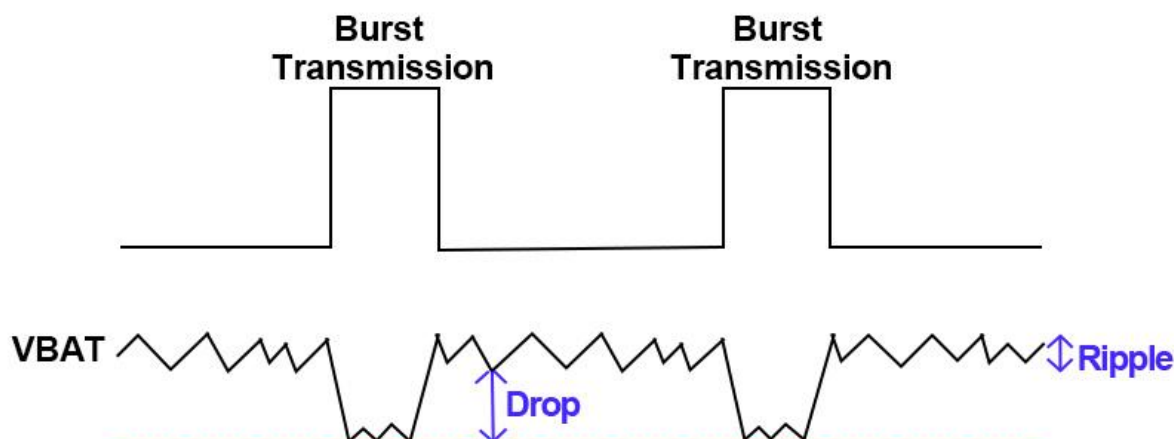 Burst
Transmission
Burst
Transmission
VBAT
Ripple
Drop